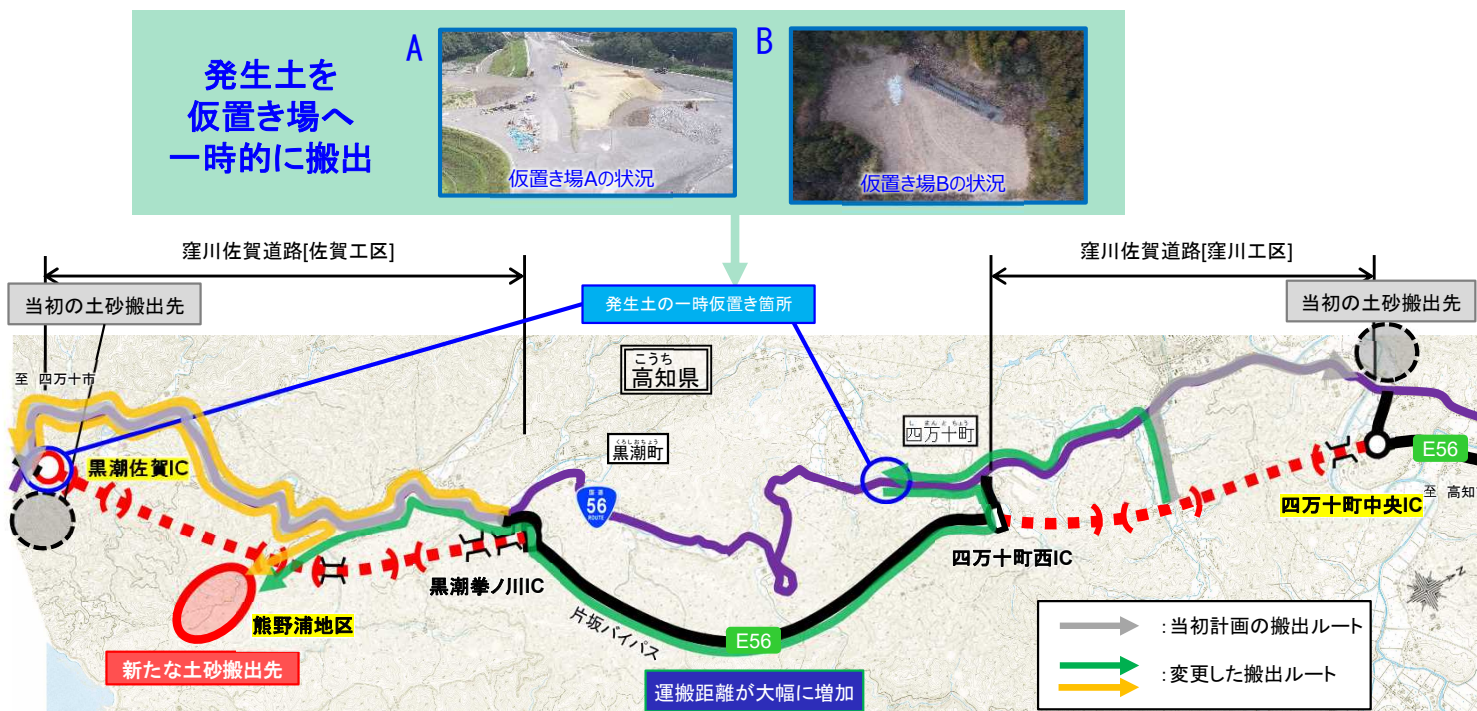 発生土を
仮置き場へ
一時的に搬出
A
仮置き場Aの状況
B
仮置き場Bの状況
窪川佐賀道路[佐賀工区]
窪川佐賀道路[窪川工区]
当初の土砂搬出先
発生土の一時仮置き箇所
当初の土砂搬出先
至 四万十市
こうち
高知県
くろしおちょう
黒潮町
しまんとちょう
四万十町
黒潮佐賀IC
国道
56
ROUTE
E56
至 高知
四万十町中央IC
四万十町西IC
黒潮拳ノ川IC
熊野浦地区
片坂バイパス
E56
新たな土砂搬出先
運搬距離が大幅に増加
N
:当初計画の搬出ルート
:変更した搬出ルート